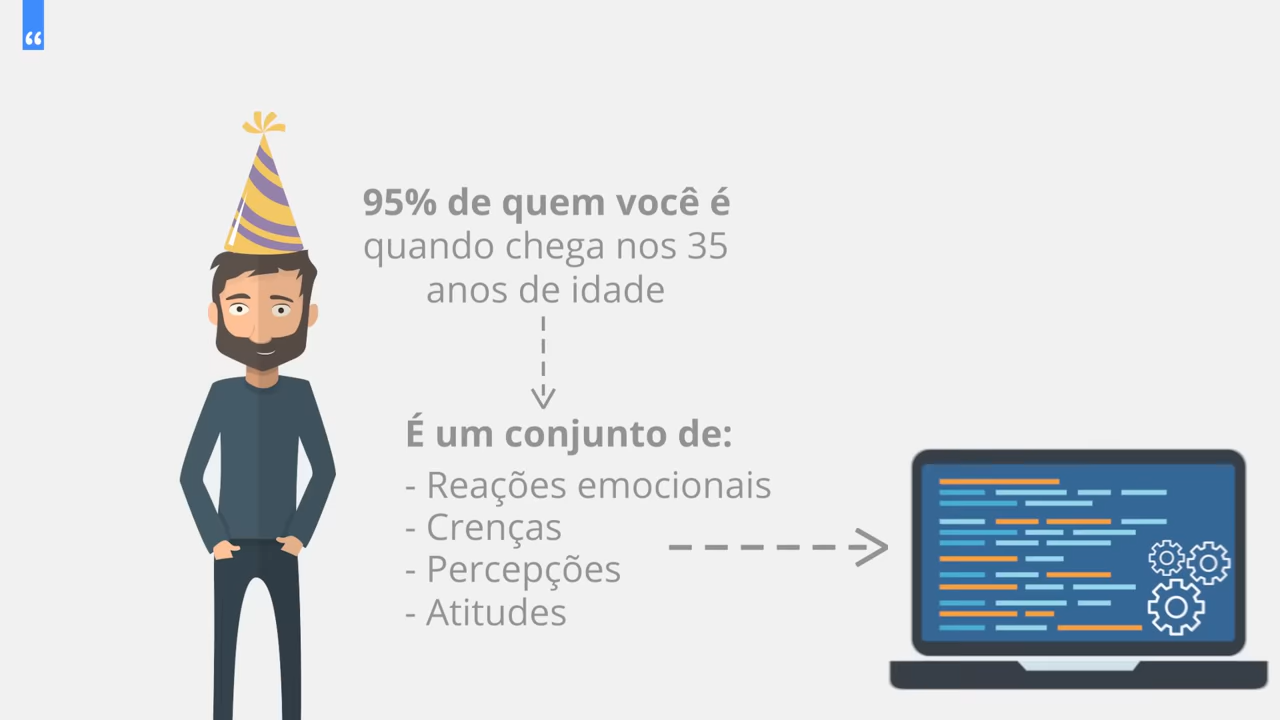 “
95% de quem você é
quando chega nos 35
anos de idade
É um conjunto de:
- Reações emocionais
- Crenças
- Percepções
- Atitudes